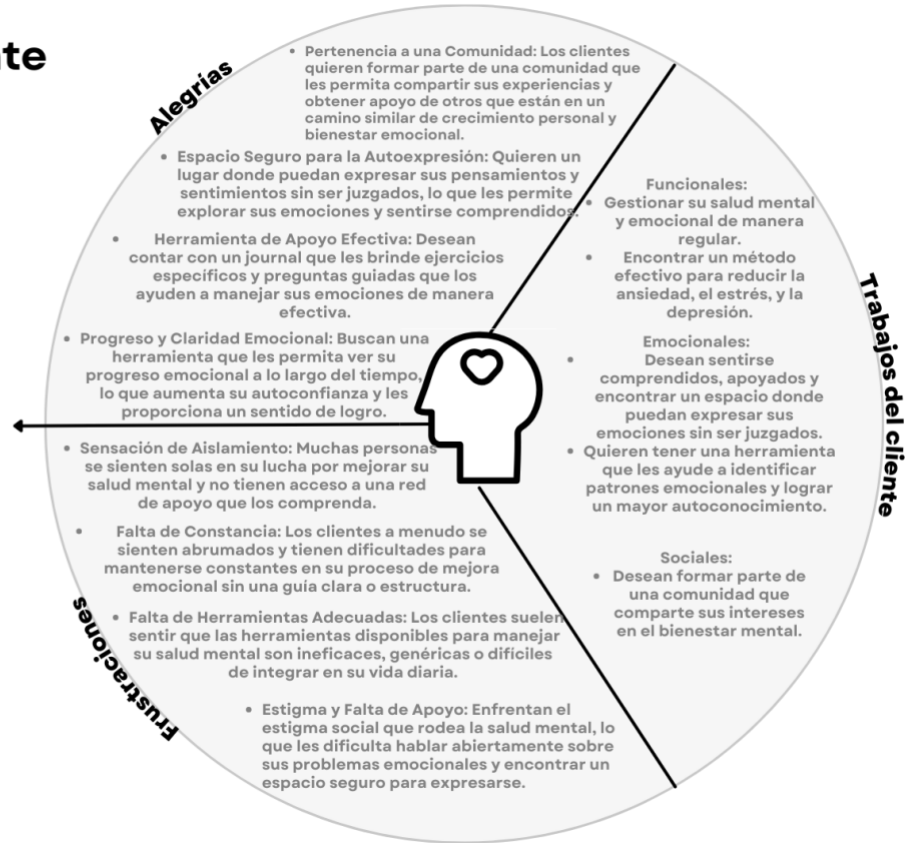 nte
Alegrías
• Pertenencia a una Comunidad: Los clientes
quieren formar parte de una comunidad que
les permita compartir sus experiencias y
obtener apoyo de otros que están en un
camino similar de crecimiento personal y
bienestar emocional.
• Espacio Seguro para la Autoexpresión: Quieren un
lugar donde puedan expresar sus pensamientos y
sentimientos sin ser juzgados, lo que les permite
explorar sus emociones y sentirse comprendidos.
• Herramienta de Apoyo Efectiva: Desean
contar con un journal que les brinde ejercicios
específicos y preguntas guiadas que los
ayuden a manejar sus emociones de manera
efectiva.
• Progreso y Claridad Emocional: Buscan una
herramienta que les permita ver su
progreso emocional a lo largo del tiempo,
lo que aumenta su autoconfianza y les
proporciona un sentido de logro.
Frustraciones
• Sensación de Aislamiento: Muchas personas
se sienten solas en su lucha por mejorar su
salud mental y no tienen acceso a una red
de apoyo que los comprenda.
• Falta de Constancia: Los clientes a menudo se
sienten abrumados y tienen dificultades para
mantenerse constantes en su proceso de mejora
emocional sin una guía clara o estructura.
• Falta de Herramientas Adecuadas: Los clientes suelen
sentir que las herramientas disponibles para manejar
su salud mental son ineficaces, genéricas o difíciles
de integrar en su vida diaria.
• Estigma y Falta de Apoyo: Enfrentan el
estigma social que rodea la salud mental, lo
que les dificulta hablar abiertamente sobre
sus problemas emocionales y encontrar un
espacio seguro para expresarse.
Trabajos del cliente
Funcionales:
• Gestionar su salud mental
y emocional de manera
regular.
• Encontrar un método
efectivo para reducir la
ansiedad, el estrés, y la
depresión.
Emocionales:
• Desean sentirse
comprendidos, apoyados y
encontrar un espacio donde
puedan expresar sus
emociones sin ser juzgados.
• Quieren tener una herramienta
que les ayude a identificar
patrones emocionales y lograr
un mayor autoconocimiento.
Sociales:
• Desean formar parte de
una comunidad que
comparte sus intereses
en el bienestar mental.